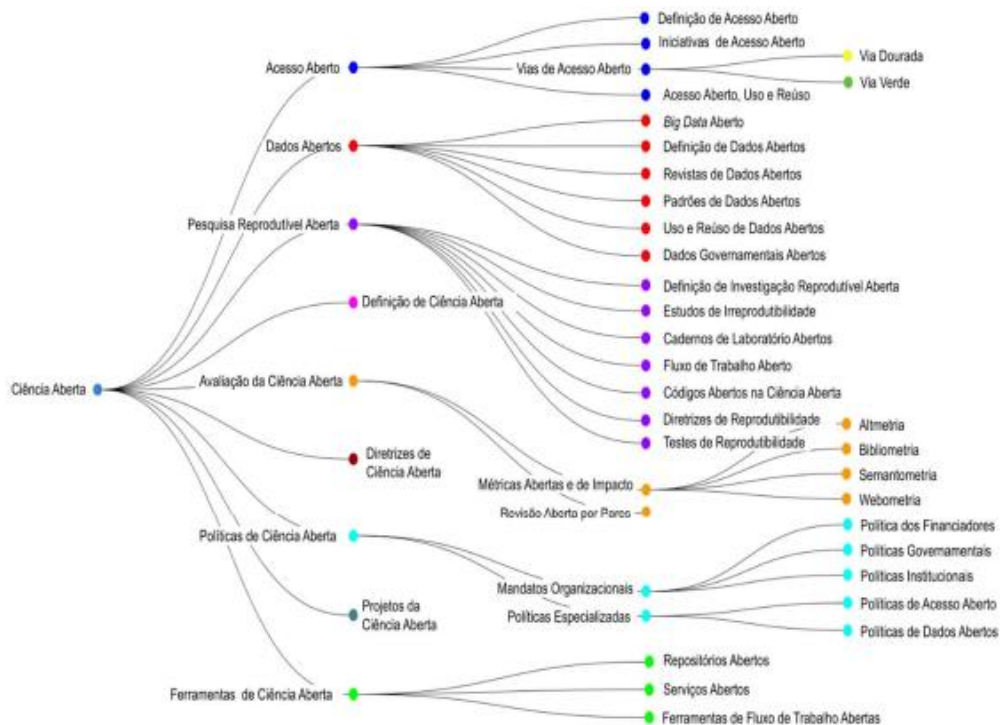 Definição de Acesso Aberto
Iniciativas de Acesso Aberto
Via Dourada
Acesso Aberto
Vias de Acesso Aberto
Via Verde
Acesso Aberto, Uso e Reúso
Big Data Aberto
Dados Abertos
Definição de Dados Abertos
Revistas de Dados Abertos
Padrões de Dados Abertos
Pesquisa Reprodutível Aberta
Uso e Reúso de Dados Abertos
Dados Governamentais Abertos
Definição de Investigação Reprodutível Aberta
Definição de Ciência Aberta
Estudos de Irreprodutibilidade
Cadernos de Laboratório Abertos
Fluxo de Trabalho Aberto
Avaliação da Ciência Aberta
Ciência Aberta
Códigos Abertos na Ciência Aberta
Diretrizes de Reprodutibilidade
Altmetria
Testes de Reprodutibilidade
Bibliometria
Diretrizes de
Ciência Aberta
Semantometria
Métricas Abertas e de Impacto
Webometria
Revisão Aberta por Pares
Política dos Financiadores
Políticas de Ciência Aberta
Políticas Governamentais
Políticas Institucionais
Mandatos Organizacionais
Políticas de Acesso Aberto
Projetos da
Ciência Aberta
Políticas Especializadas
Políticas de Dados Abertos
Repositórios Abertos
Ferramentas de Ciência Aberta
Serviços Abertos
Ferramentas de Fluxo de Trabalho Abertas